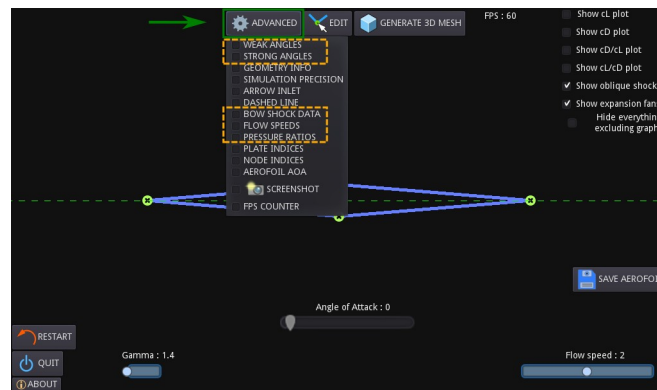 ADVANCED
EDIT
GENERATE 3D MESH
FPS : 60
WEAK ANGLES
STRONG ANGLES
GEOMETRY INFO
SIMULATION PRECISION
ARROW INLET
DASHED LINE
BOW SHOCK DATA
FLOW SPEEDS
PRESSURE RATIOS
PLATE INDICES
NODE INDICES
AEROFOIL AOA
SCREENSHOT
FPS COUNTER
Show cL plot
Show cD plot
Show cD/cL plot
Show cL/cD plot
Show oblique shock
Show expansion fans
Hide everythin
excluding graph
SAVE AEROFOI
Angle of Attack : 0
RESTART
QUIT
ABOUT
Gamma : 1.4
Flow speed : 2